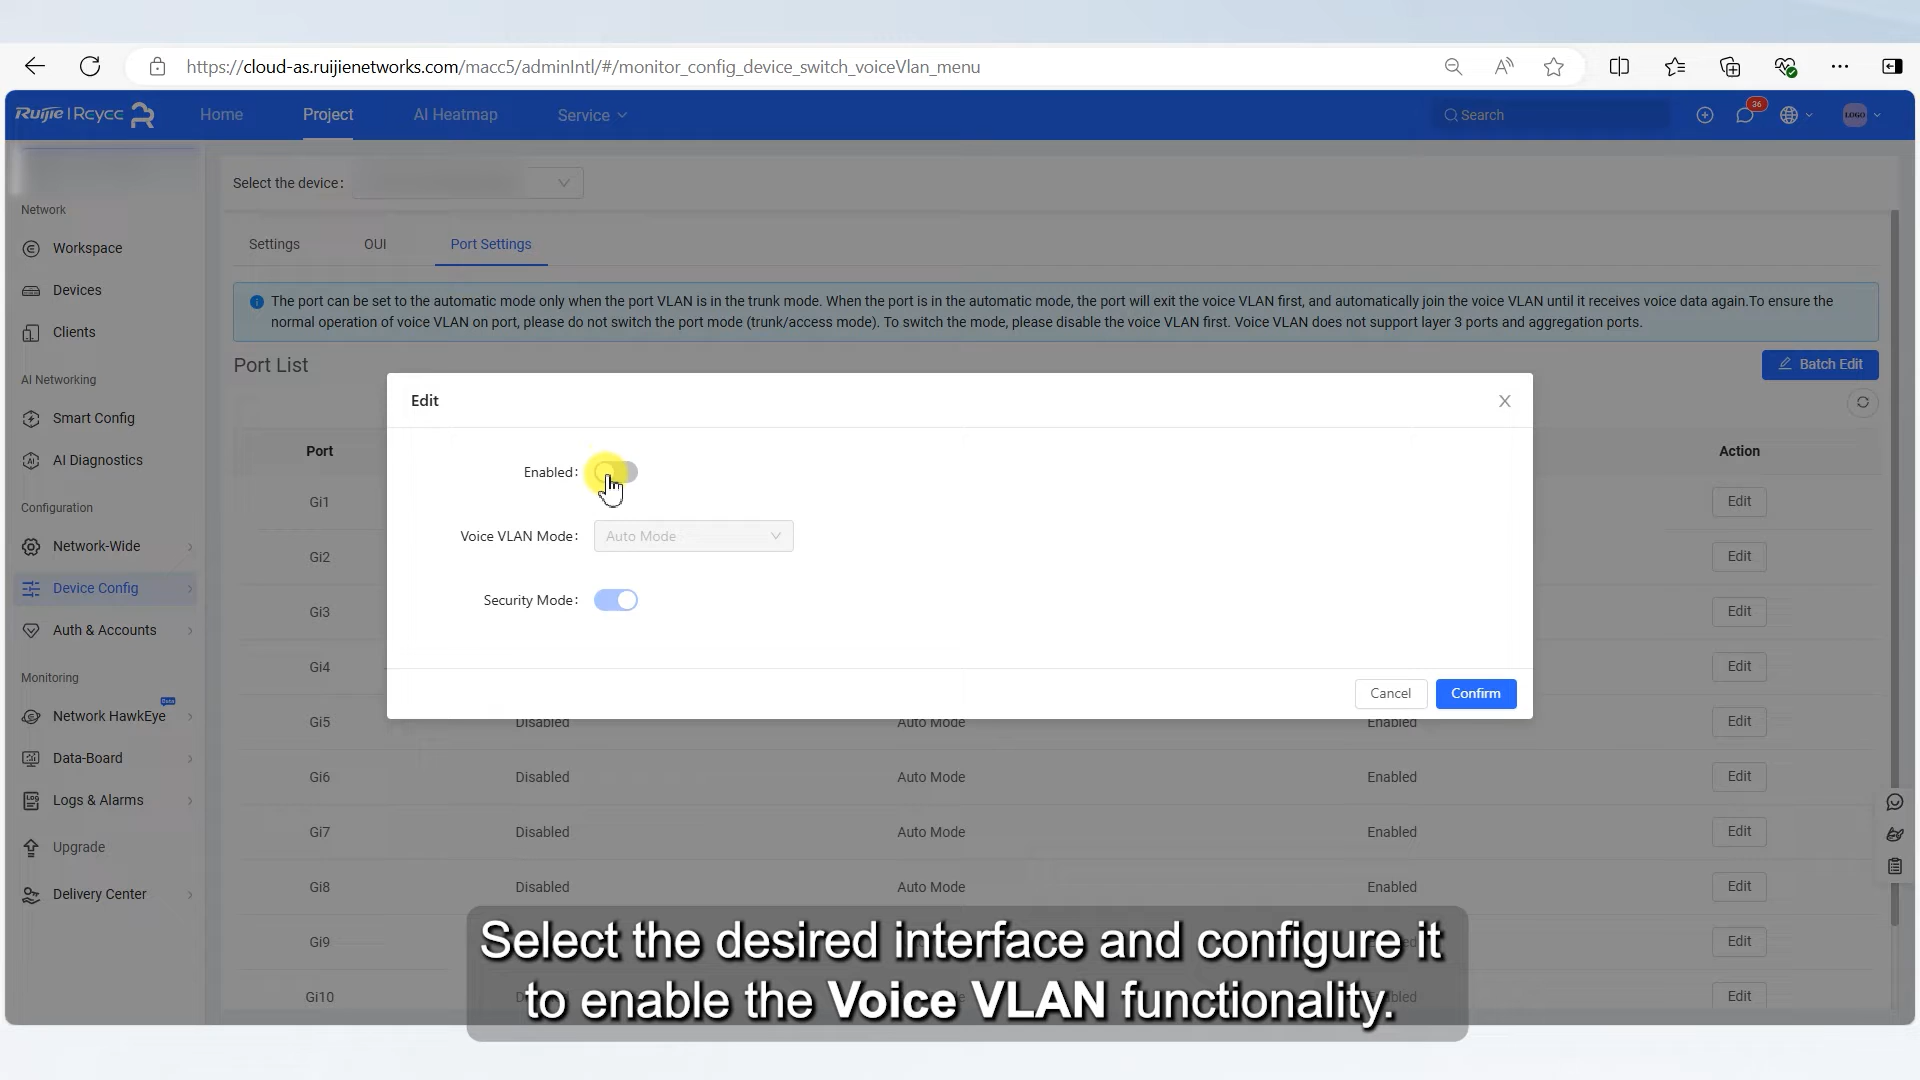 https://cloud-as.ruijienetworks.com/macc5/adminIntl/#/monitor_config_device_switch_voiceVlan_menu
Ruijie | Rcycc
Home
Project
AI Heatmap
Service
Search
36
LOGO
Select the device:
Network
Workspace
Devices
Clients
AI Networking
Smart Config
AI Diagnostics
Configuration
Network-Wide
Device Config
Auth & Accounts
Monitoring
Network HawkEye
Beta
Data-Board
Logs & Alarms
Upgrade
Delivery Center
Settings
OUI
Port Settings
The port can be set to the automatic mode only when the port VLAN is in the trunk mode. When the port is in the automatic mode, the port will exit the voice VLAN first, and automatically join the voice VLAN until it receives voice data again.To ensure the
normal operation of voice VLAN on port, please do not switch the port mode (trunk/access mode). To switch the mode, please disable the voice VLAN first. Voice VLAN does not support layer 3 ports and aggregation ports.
Port List
Batch Edit
Port
Action
Gi1
Edit
Gi2
Edit
Gi3
Edit
Gi4
Edit
Gi5 Disabled Auto Mode Enabled Edit
Gi6 Disabled Auto Mode Enabled Edit
Gi7 Disabled Auto Mode Enabled Edit
Gi8 Disabled Auto Mode Enabled Edit
Gi9
Edit
Gi10
Edit
Edit
Enabled:
Voice VLAN Mode:
Auto Mode
Security Mode:
Cancel
Confirm
Select the desired interface and configure it
to enable the Voice VLAN functionality.